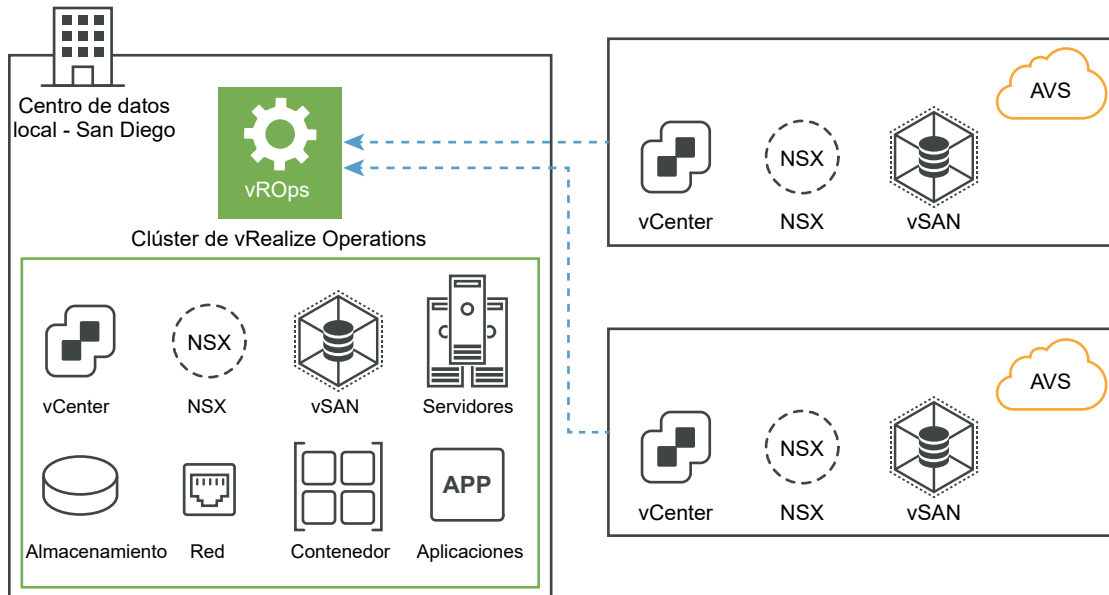 Centro de datos
local - San Diego
vROps
Clúster de vRealize Operations
NSX
vCenter
NSX
vSAN
Servidores
APP
Almacenamiento
Red
Contenedor
Aplicaciones
AVS
NSX
vCenter
NSX
vSAN
AVS
NSX
vCenter
NSX
vSAN